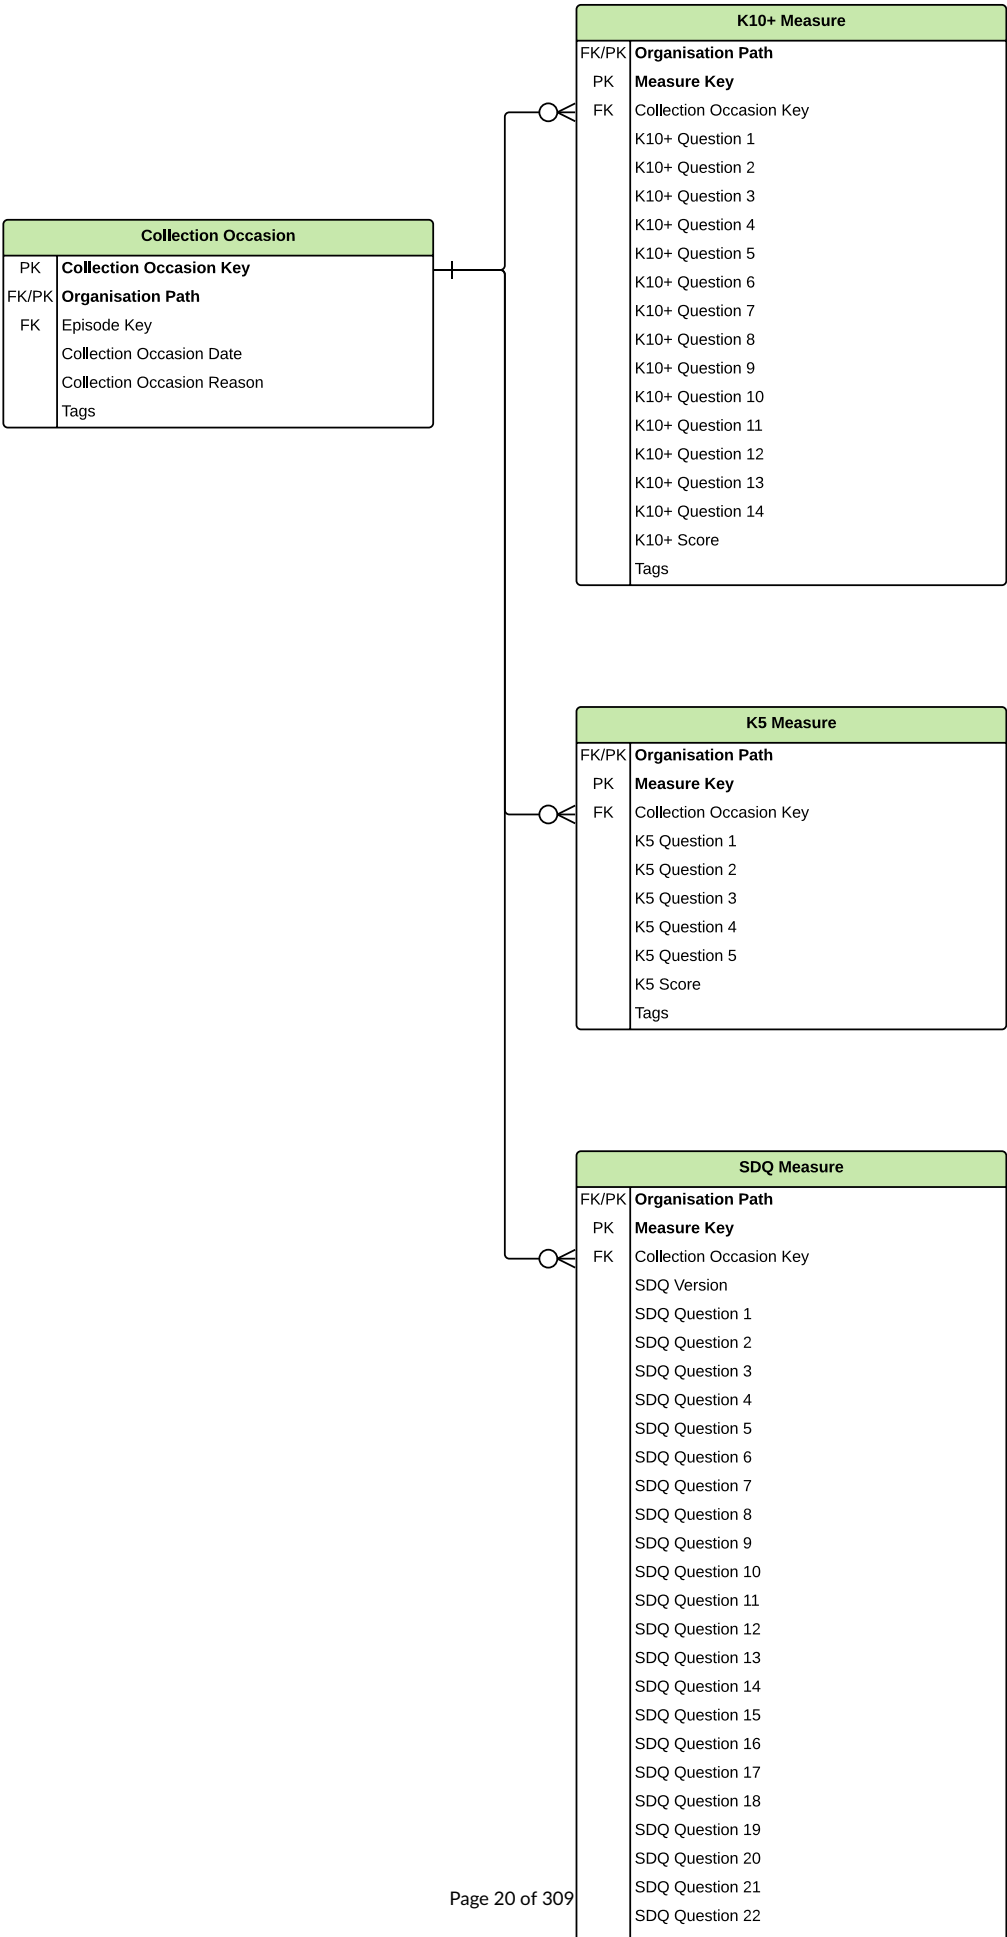 Collection Occasion
PK Collection Occasion Key
FK/PK Organisation Path
FK Episode Key
Collection Occasion Date
Collection Occasion Reason
Tags
K10+ Measure
FK/PK Organisation Path
PK Measure Key
FK Collection Occasion Key
K10+ Question 1
K10+ Question 2
K10+ Question 3
K10+ Question 4
K10+ Question 5
K10+ Question 6
K10+ Question 7
K10+ Question 8
K10+ Question 9
K10+ Question 10
K10+ Question 11
K10+ Question 12
K10+ Question 13
K10+ Question 14
K10+ Score
Tags
K5 Measure
FK/PK Organisation Path
PK Measure Key
FK Collection Occasion Key
K5 Question 1
K5 Question 2
K5 Question 3
K5 Question 4
K5 Question 5
K5 Score
Tags
SDQ Measure
FK/PK Organisation Path
PK Measure Key
FK Collection Occasion Key
SDQ Version
SDQ Question 1
SDQ Question 2
SDQ Question 3
SDQ Question 4
SDQ Question 5
SDQ Question 6
SDQ Question 7
SDQ Question 8
SDQ Question 9
SDQ Question 10
SDQ Question 11
SDQ Question 12
SDQ Question 13
SDQ Question 14
SDQ Question 15
SDQ Question 16
SDQ Question 17
SDQ Question 18
SDQ Question 19
SDQ Question 20
SDQ Question 21
SDQ Question 22
Page 20 of 309